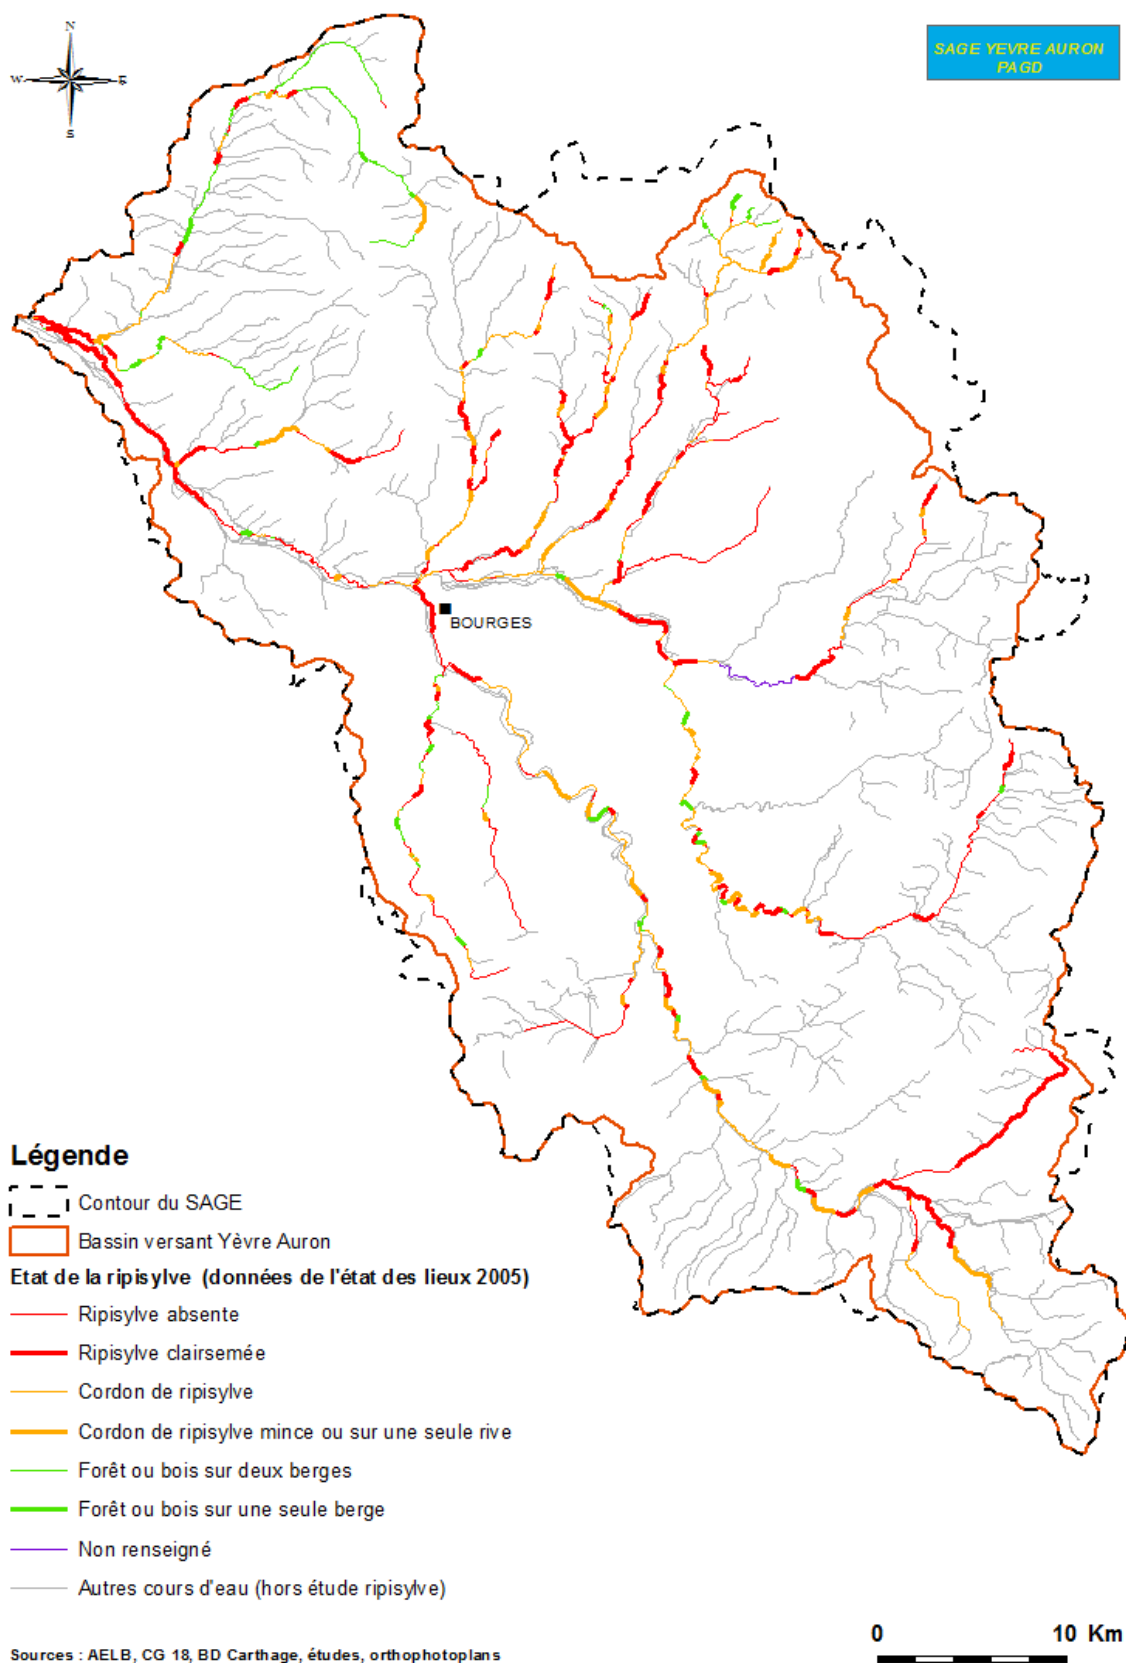 N
W
E
S
SAGE YEVRE AURON
PAGD
BOURGES
Légende
Contour du SAGE
Bassin versant Yèvre Auron
Etat de la ripisylve (données de l'état des lieux 2005)
Ripisylve absente
Ripisylve clairsemée
Cordon de ripisylve
Cordon de ripisylve mince ou sur une seule rive
Forêt ou bois sur deux berges
Forêt ou bois sur une seule berge
Non renseigné
Autres cours d'eau (hors étude ripisylve)
0 10 Km
Sources : AELB, CG 18, BD Carthage, études, orthophotoplans